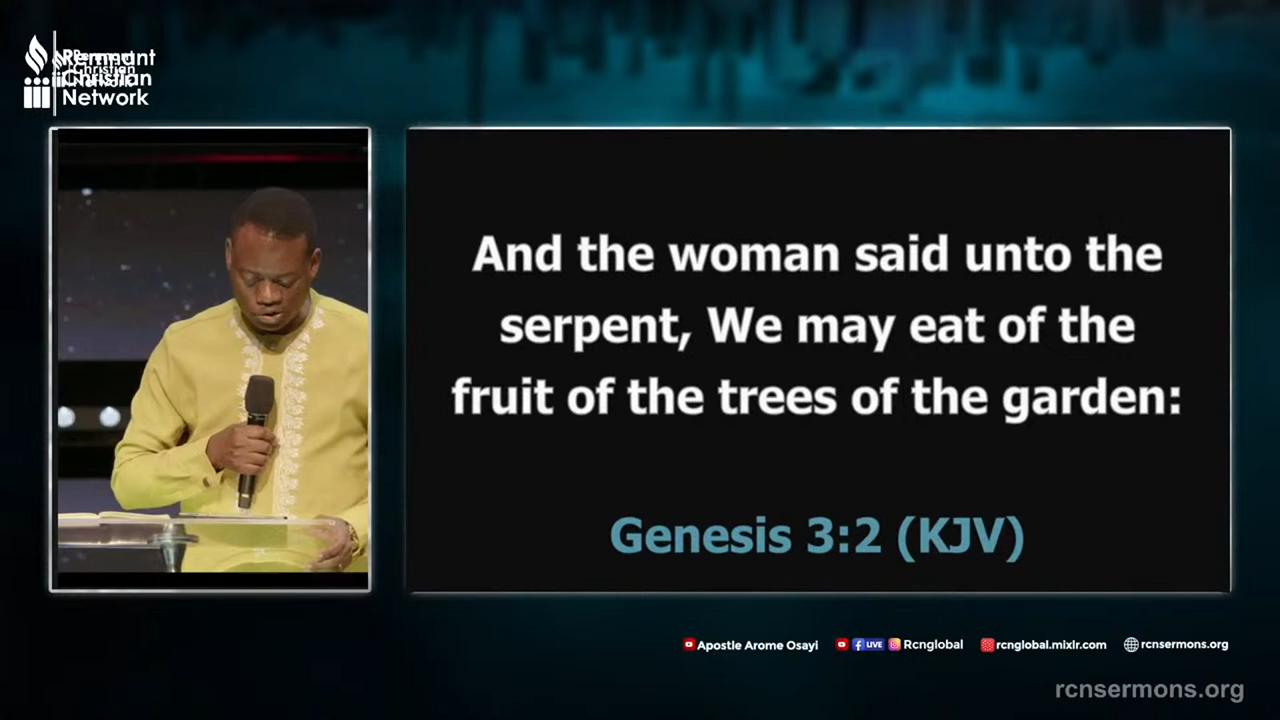 Remnant
Christian
Network
And the woman said unto the
serpent, We may eat of the
fruit of the trees of the garden:
Genesis 3:2 (KJV)
Apostle Arome Osayi
LIVE Rcnglobal
rcnglobal.mixlr.com
rcnsermons.org
rcnsermons.org